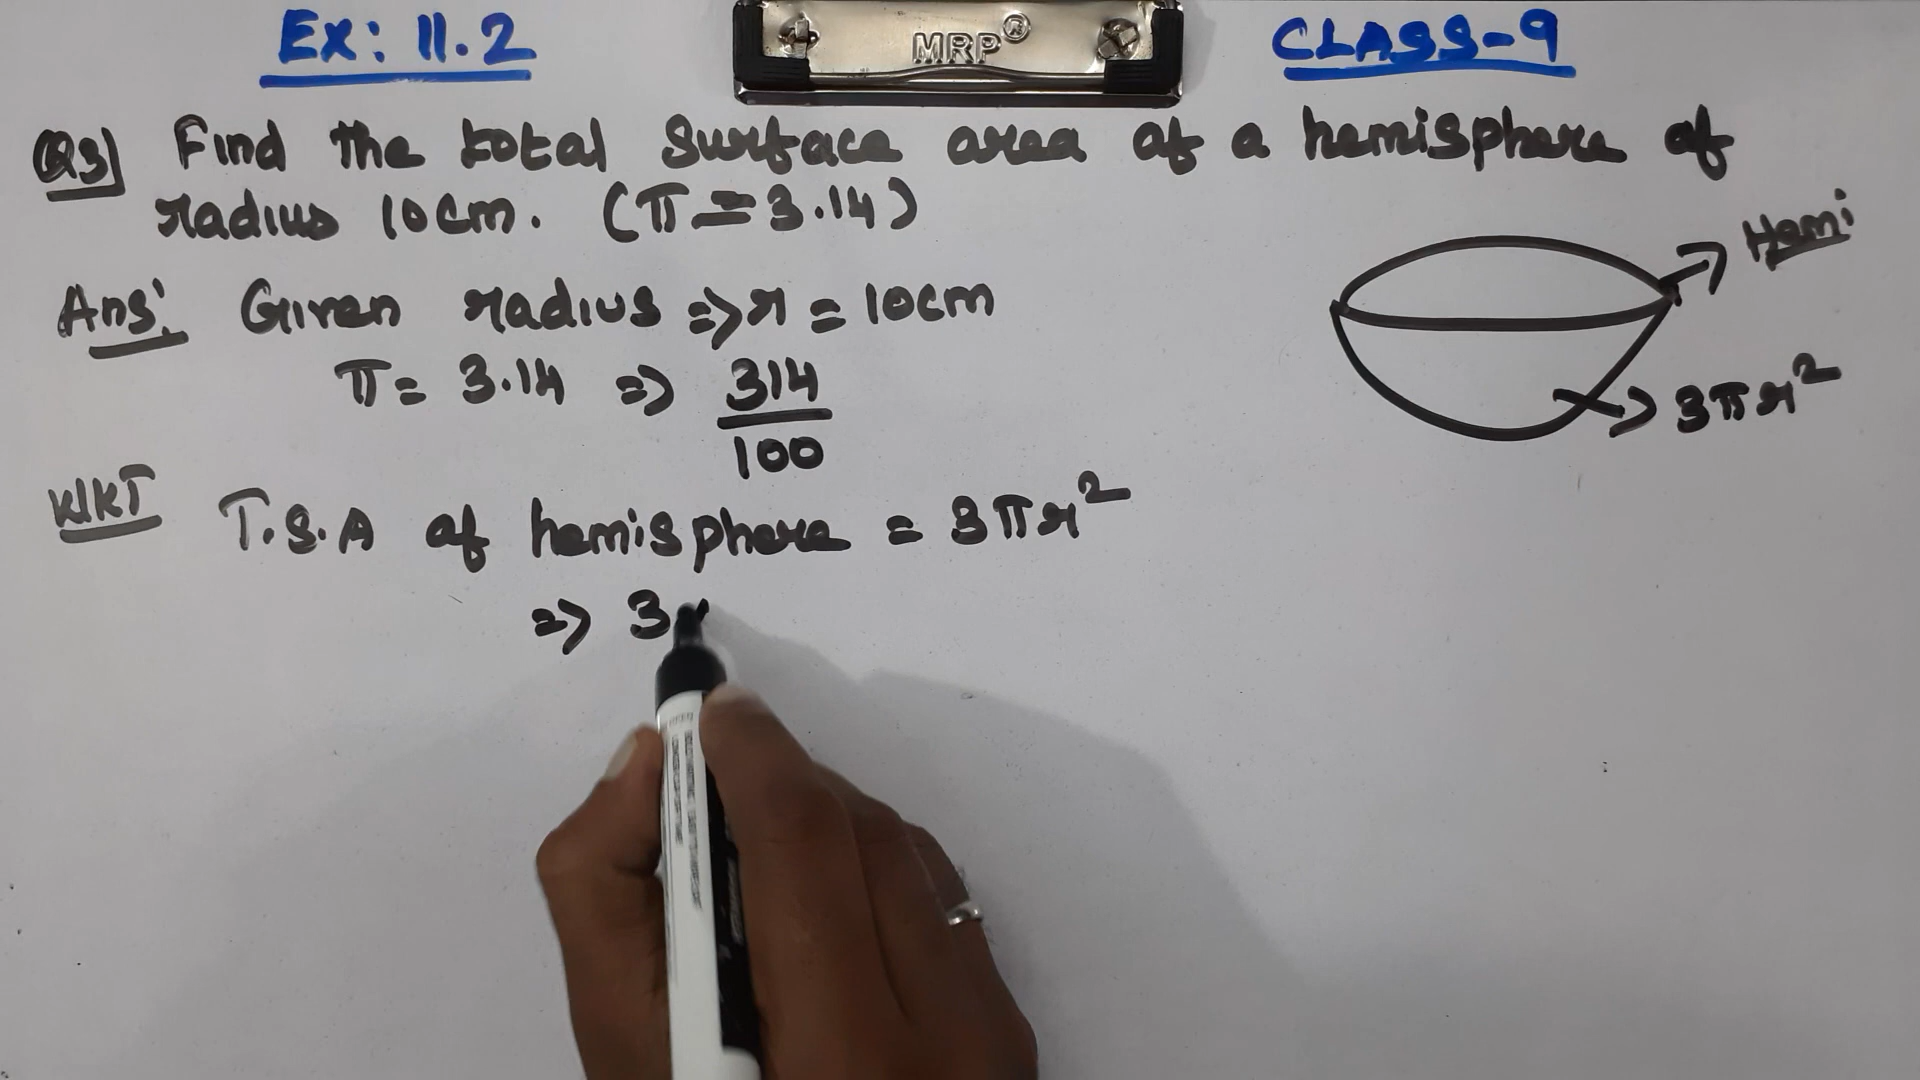 Ex: 11.2
MRP®
CLASS-9
Q3) Find the total surface area of a hemisphere of
radius 10cm. (π = 3.14)
Hemi
Ans: Given radius => r = 10cm
π = 3.14 => 314/100
3πr²
WKT T.S.A of hemisphere = 3πr²
=> 3